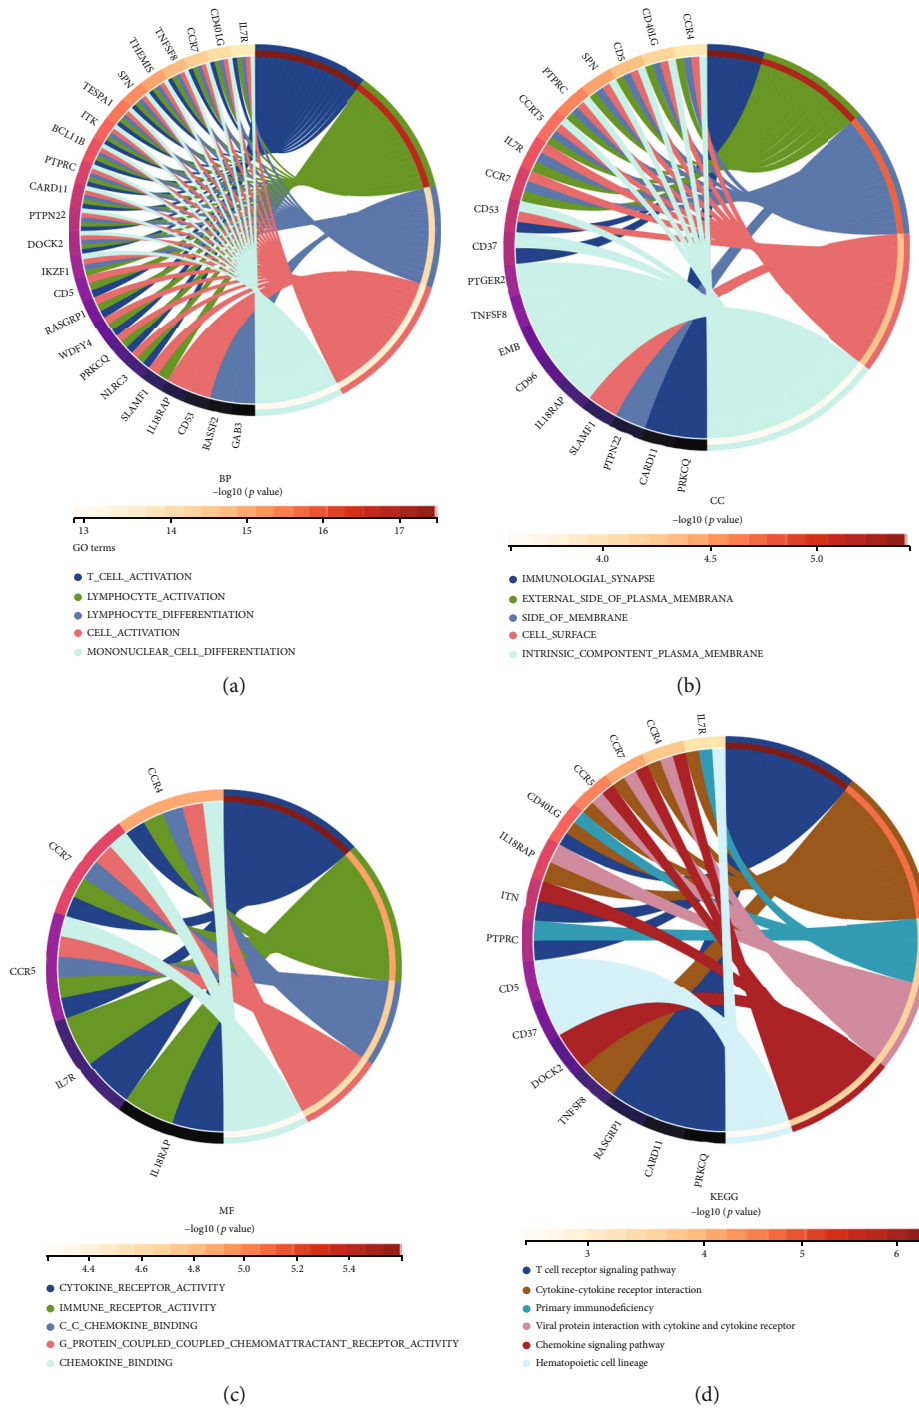 IL7R
CD40LG
CCR7
TNFSF8
THEMIS
SPN
TESPA1
ITK
BCL11B
PTPRC
CARD11
PTPN22
DOCK2
IKZF1
CD5
RASGRP1
WDFY4
PRKCQ
NLRC3
SLAMF1
IL18RAP
CD53
RASSF2
GAB3
BP
−log10 (p value)
13 14 15 16 17
GO terms
T_CELL_ACTIVATION
LYMPHOCYTE_ACTIVATION
LYMPHOCYTE_DIFFERENTIATION
CELL_ACTIVATION
MONONUCLEAR_CELL_DIFFERENTIATION
(a)
CCR4
CD40LG
CD5
SPN
PTPRC
CCRT5
IL7R
CCR7
CD53
CD37
PTGER2
TNFSF8
EMB
CD96
IL18RAP
SLAMF1
PTPN22
CARD11
PRKCQ
CC
−log10 (p value)
4.0 4.5 5.0
IMMUNOLOGIAL_SYNAPSE
EXTERNAL_SIDE_OF_PLASMA_MEMBRANA
SIDE_OF_MEMBRANE
CELL_SURFACE
INTRINSIC_COMPONTENT_PLASMA_MEMBRANE
(b)
CCR4
CCR7
CCR5
IL7R
IL18RAP
MF
−log10 (p value)
4.4 4.6 4.8 5.0 5.2 5.4
CYTOKINE_RECEPTOR_ACTIVITY
IMMUNE_RECEPTOR_ACTIVITY
C_C_CHEMOKINE_BINDING
G_PROTEIN_COUPLED_COUPLED_CHEMOMATTRACTANT_RECEPTOR_ACTIVITY
CHEMOKINE_BINDING
(c)
IL7R
CCR4
CCR7
CCR5
CD40LG
IL18RAP
ITN
PTPRC
CD5
CD37
DOCK2
TNFSF8
RASGRP1
CARD11
PRKCQ
KEGG
−log10 (p value)
3 4 5 6
T cell receptor signaling pathway
Cytokine-cytokine receptor interaction
Primary immunodeficiency
Viral protein interaction with cytokine and cytokine receptor
Chemokine signaling pathway
Hematopoietic cell lineage
(d)